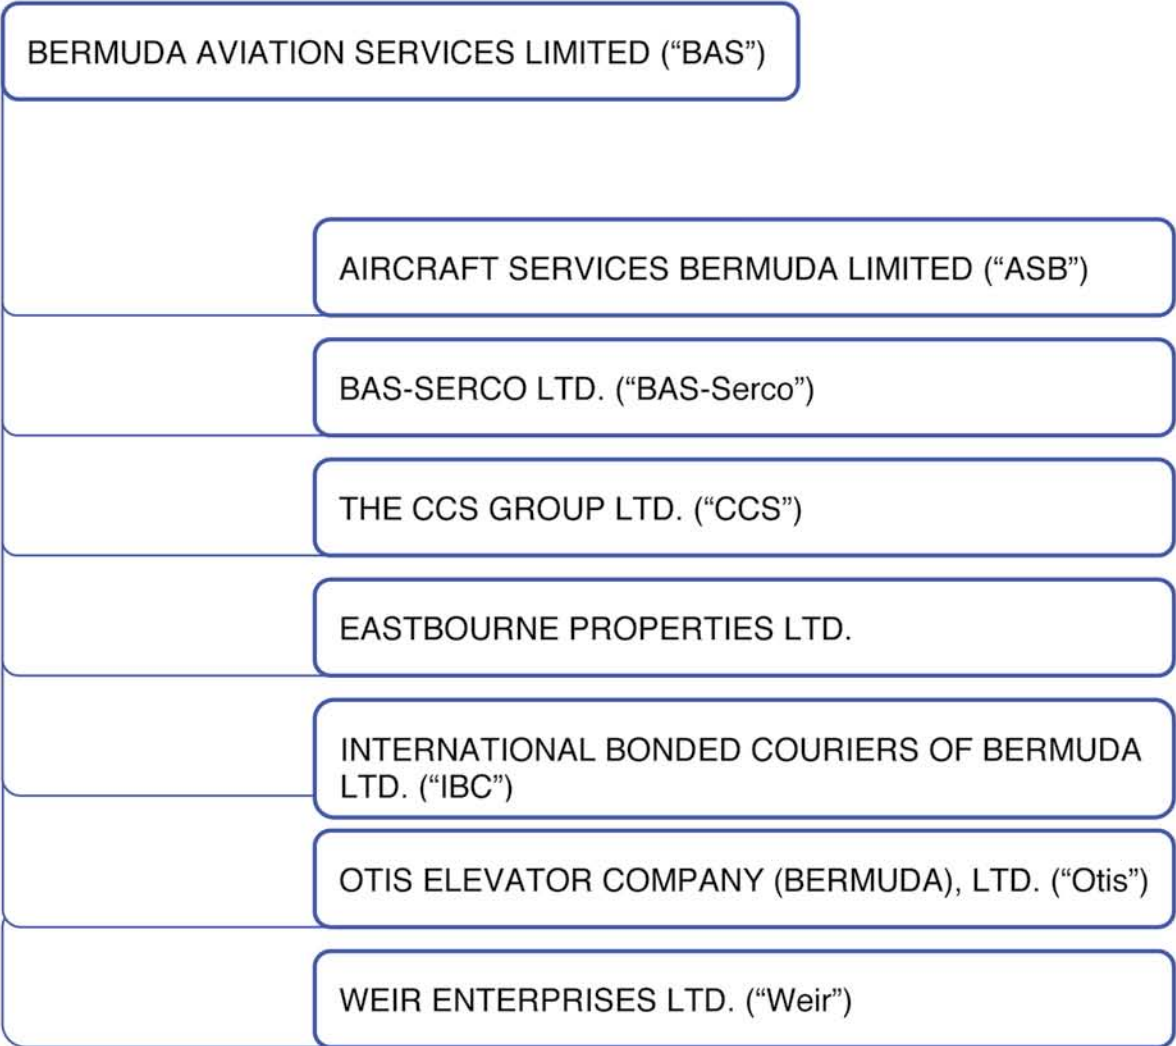 BERMUDA AVIATION SERVICES LIMITED (“BAS”)
AIRCRAFT SERVICES BERMUDA LIMITED (“ASB”)
BAS-SERCO LTD. (“BAS-Serco”)
THE CCS GROUP LTD. (“CCS”)
EASTBOURNE PROPERTIES LTD.
INTERNATIONAL BONDED COURIERS OF BERMUDA
LTD. (“IBC”)
OTIS ELEVATOR COMPANY (BERMUDA), LTD. (“Otis”)
WEIR ENTERPRISES LTD. (“Weir”)